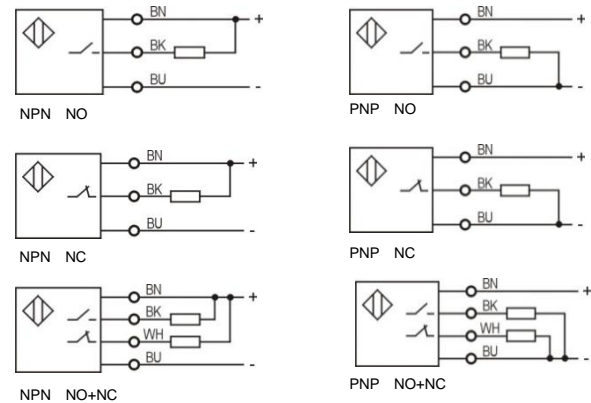 BN +
BK
BU -
NPN NO
BN +
BK
BU -
PNP NO
BN +
BK
BU -
NPN NC
BN +
BK
BU -
PNP NC
BN +
BK
WH
BU -
NPN NO+NC
BN +
BK
WH
BU -
PNP NO+NC